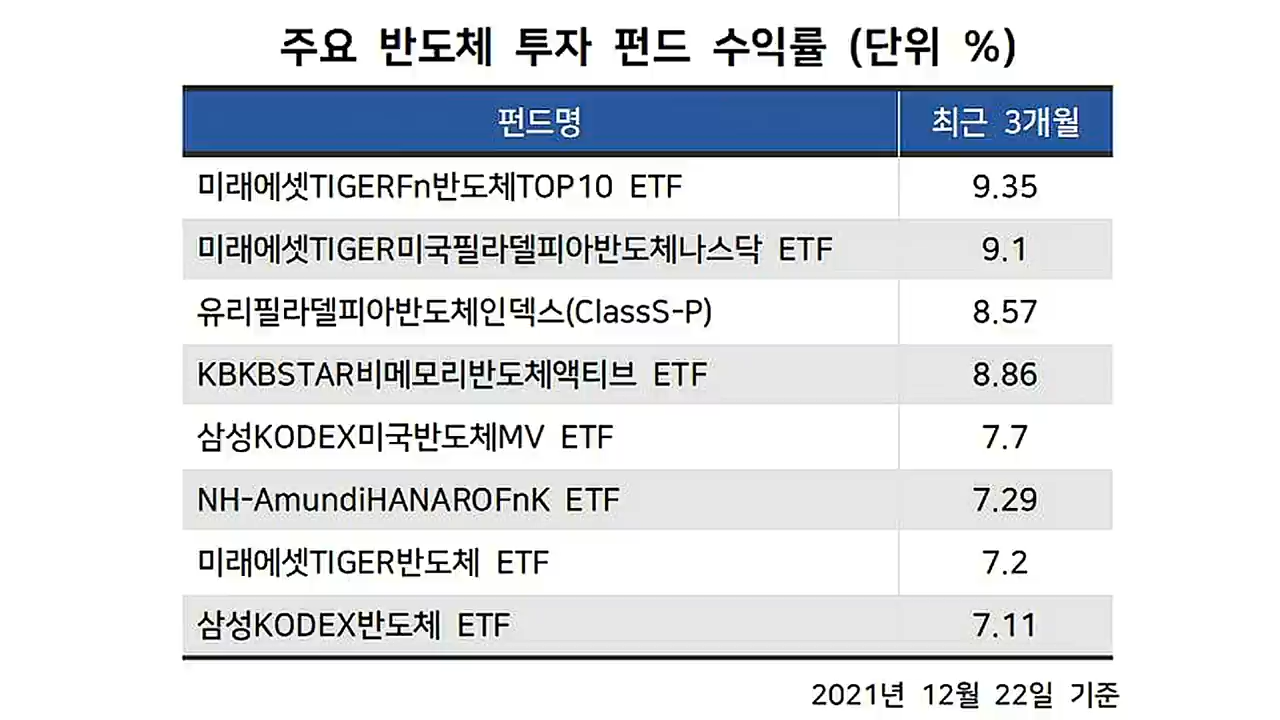 주요 반도체 투자 펀드 수익률 (단위 %)
펀드명 최근 3개월
미래에셋TIGERFn반도체TOP10 ETF 9.35
미래에셋TIGER미국필라델피아반도체나스닥 ETF 9.1
유리필라델피아반도체인덱스(ClassS-P) 8.57
KBKBSTAR비메모리반도체액티브 ETF 8.86
삼성KODEX미국반도체MV ETF 7.7
NH-AmundiHANAROFnK ETF 7.29
미래에셋TIGER반도체 ETF 7.2
삼성KODEX반도체 ETF 7.11
2021년 12월 22일 기준